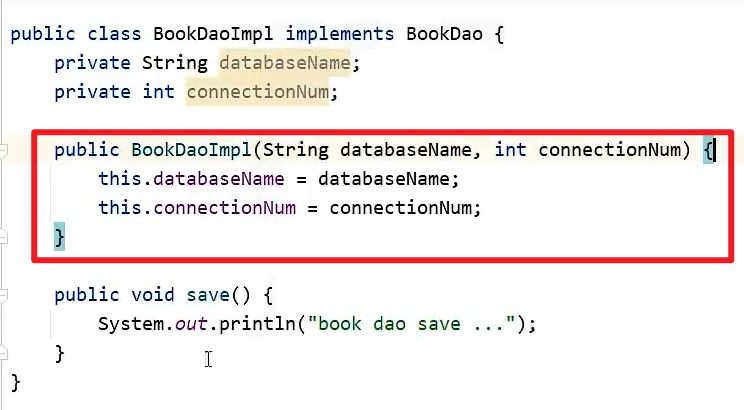 public class BookDaoImpl implements BookDao {
    private String databaseName;
    private int connectionNum;
    public BookDaoImpl(String databaseName, int connectionNum) {
        this.databaseName = databaseName;
        this.connectionNum = connectionNum;
    }
    public void save() {
        System.out.println("book dao save ...");
    }
}